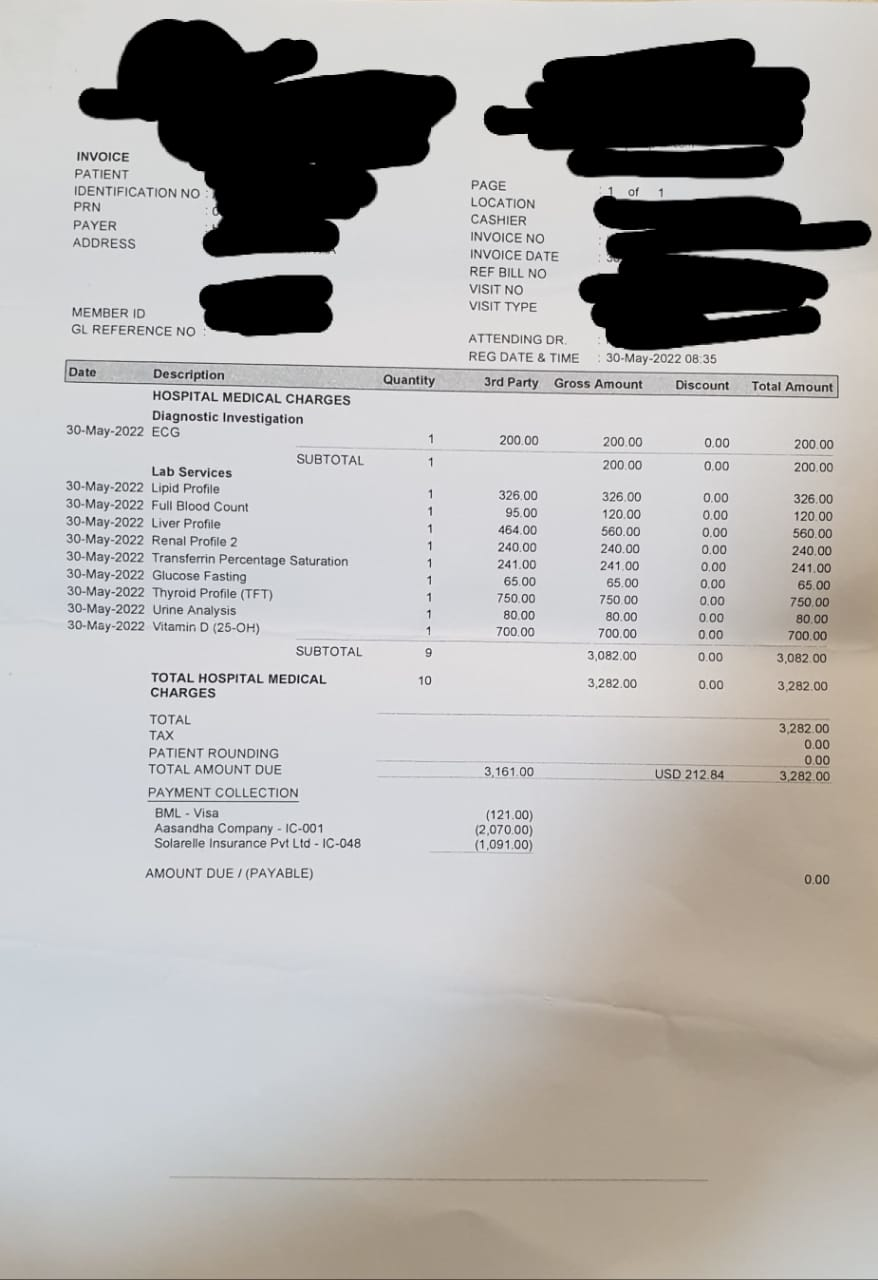 INVOICE
PATIENT
IDENTIFICATION NO :
PRN :
PAYER :
ADDRESS
MEMBER ID
GL REFERENCE NO :
PAGE : 1 of 1
LOCATION
CASHIER
INVOICE NO :
INVOICE DATE :
REF BILL NO
VISIT NO
VISIT TYPE
ATTENDING DR. :
REG DATE & TIME : 30-May-2022 08:35
Date Description Quantity 3rd Party Gross Amount Discount Total Amount
HOSPITAL MEDICAL CHARGES
Diagnostic Investigation
30-May-2022 ECG 1 200.00 200.00 0.00 200.00
SUBTOTAL 1 200.00 0.00 200.00
Lab Services
30-May-2022 Lipid Profile 1 326.00 326.00 0.00 326.00
30-May-2022 Full Blood Count 1 95.00 120.00 0.00 120.00
30-May-2022 Liver Profile 1 464.00 560.00 0.00 560.00
30-May-2022 Renal Profile 2 1 240.00 240.00 0.00 240.00
30-May-2022 Transferrin Percentage Saturation 1 241.00 241.00 0.00 241.00
30-May-2022 Glucose Fasting 1 65.00 65.00 0.00 65.00
30-May-2022 Thyroid Profile (TFT) 1 750.00 750.00 0.00 750.00
30-May-2022 Urine Analysis 1 80.00 80.00 0.00 80.00
30-May-2022 Vitamin D (25-OH) 1 700.00 700.00 0.00 700.00
SUBTOTAL 9 3,082.00 0.00 3,082.00
TOTAL HOSPITAL MEDICAL 10 3,282.00 0.00 3,282.00
CHARGES
TOTAL 3,282.00
TAX 0.00
PATIENT ROUNDING 0.00
TOTAL AMOUNT DUE 3,161.00 USD 212.84 3,282.00
PAYMENT COLLECTION
BML - Visa (121.00)
Aasandha Company - IC-001 (2,070.00)
Solarelle Insurance Pvt Ltd - IC-048 (1,091.00)
AMOUNT DUE / (PAYABLE) 0.00